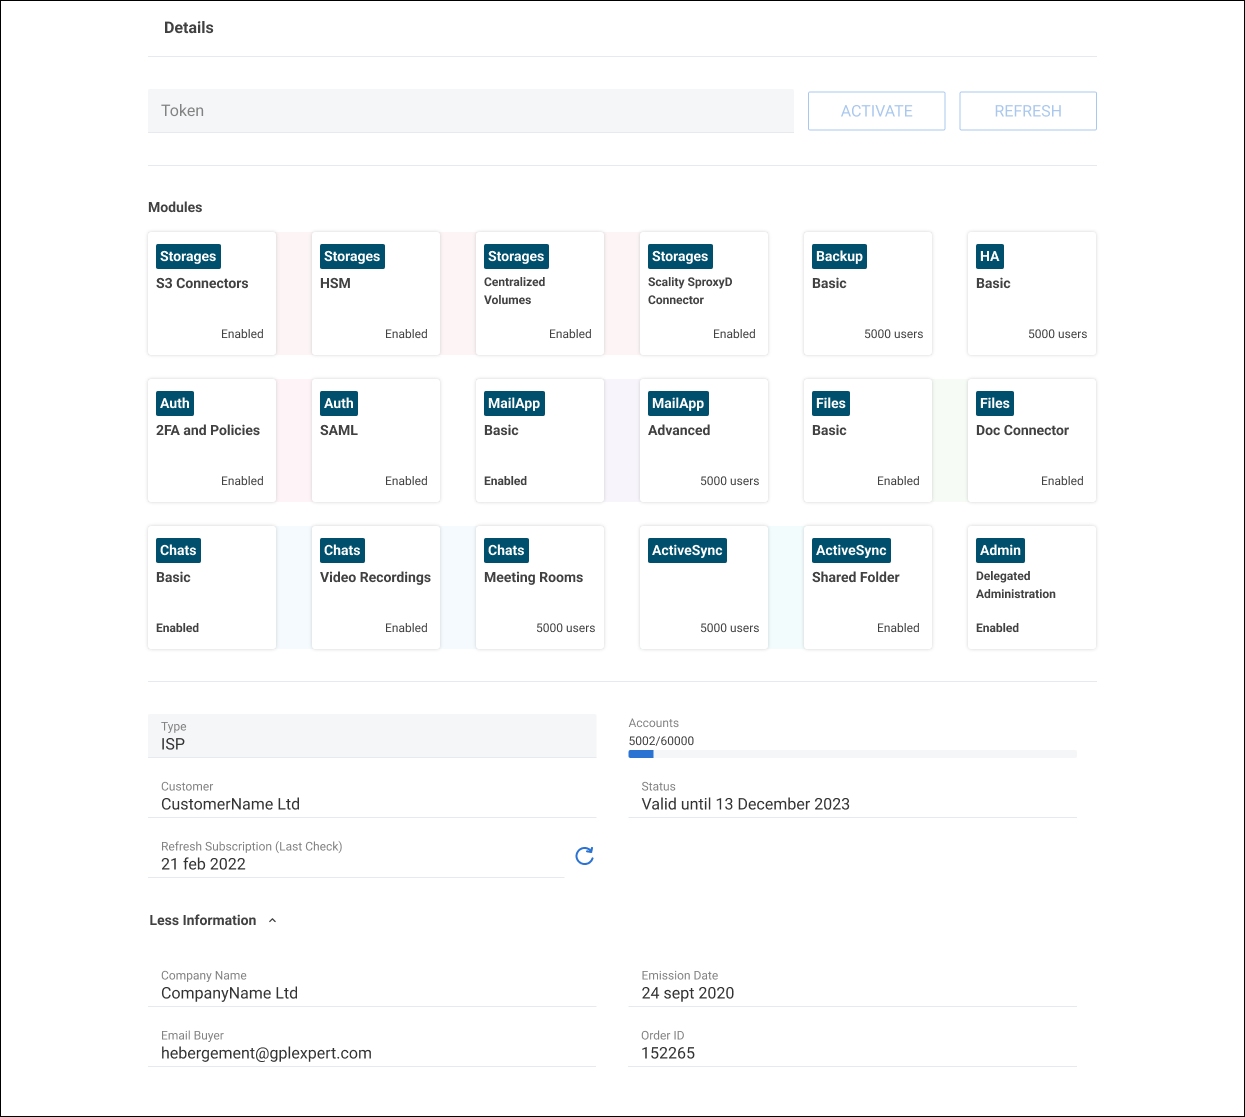 Details
Token
ACTIVATE
REFRESH
Modules
Storages
S3 Connectors
Enabled
Storages
HSM
Enabled
Storages
Centralized
Volumes
Enabled
Storages
Scality SproxyD
Connector
Enabled
Backup
Basic
5000 users
HA
Basic
5000 users
Auth
2FA and Policies
Enabled
Auth
SAML
Enabled
MailApp
Basic
Enabled
MailApp
Advanced
5000 users
Files
Basic
Enabled
Files
Doc Connector
Enabled
Chats
Basic
Enabled
Chats
Video Recordings
Enabled
Chats
Meeting Rooms
5000 users
ActiveSync
5000 users
ActiveSync
Shared Folder
Enabled
Admin
Delegated
Administration
Enabled
Type
ISP
Accounts
5002/60000
Customer
CustomerName Ltd
Status
Valid until 13 December 2023
Refresh Subscription (Last Check)
21 feb 2022
Less Information
Company Name
CompanyName Ltd
Emission Date
24 sept 2020
Email Buyer
hebergement@gplexpert.com
Order ID
152265